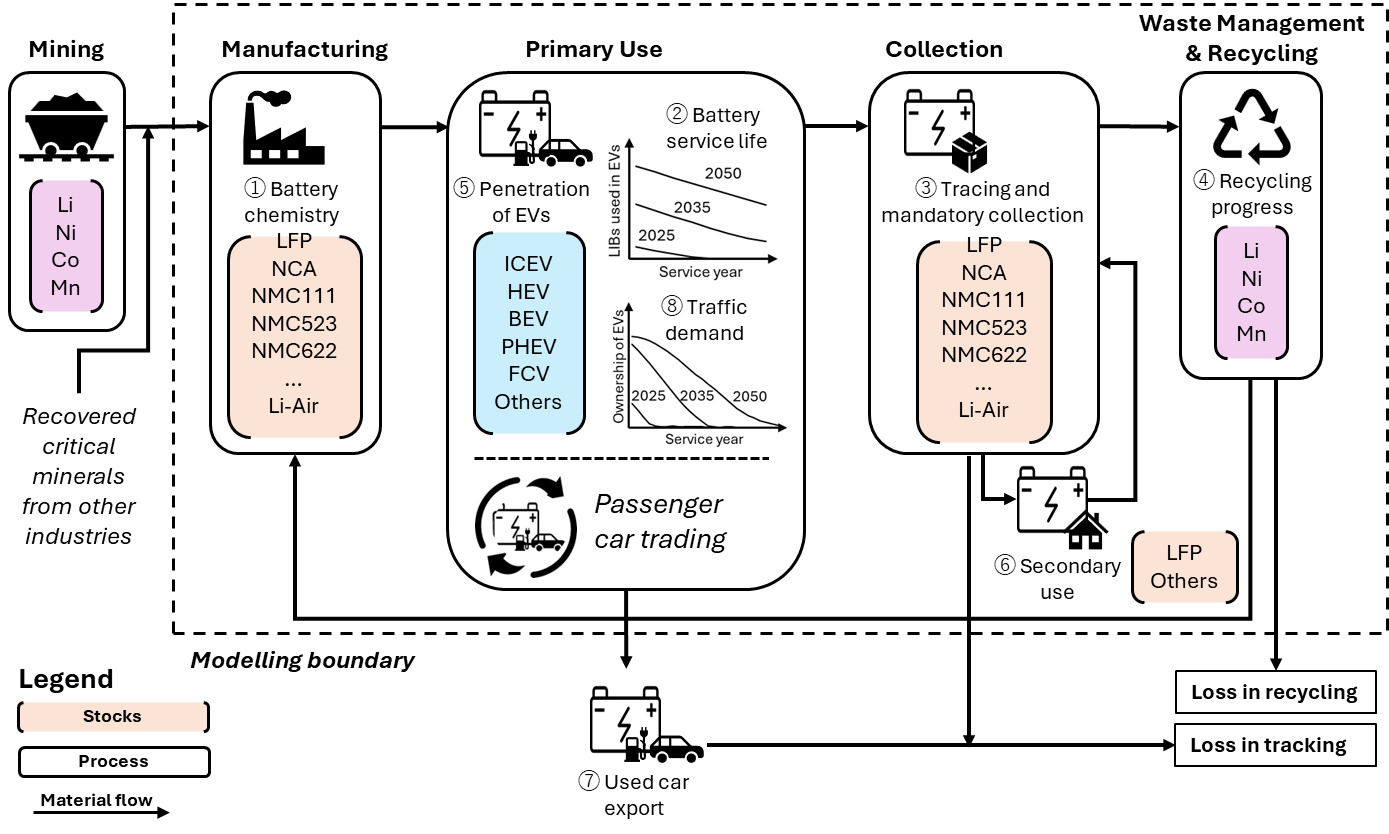 Mining
Li
Ni
Co
Mn
Recovered
critical
minerals
from other
industries
Manufacturing
① Battery
chemistry
LFP
NCA
NMC111
NMC523
NMC622
...
Li-Air
Primary Use
⑤ Penetration
of EVs
ICEV
HEV
BEV
PHEV
FCV
Others
② Battery
service life
LIBs used in EVs
2050
2035
2025
Service year
⑧ Traffic
demand
Ownership of EVs
2025
2035
2050
Service year
Passenger
car trading
Collection
③ Tracing and
mandatory collection
LFP
NCA
NMC111
NMC523
NMC622
...
Li-Air
⑥ Secondary
use
LFP
Others
Waste Management
& Recycling
④ Recycling
progress
Li
Ni
Co
Mn
Modelling boundary
Legend
Stocks
Process
Material flow
⑦ Used car
export
Loss in recycling
Loss in tracking